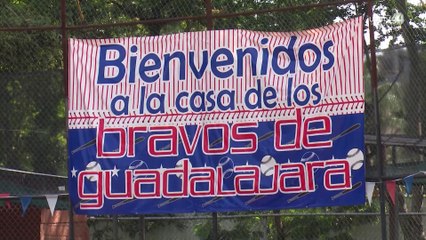 Bienvenidos
a la casa de los
bravos de
guadalajara